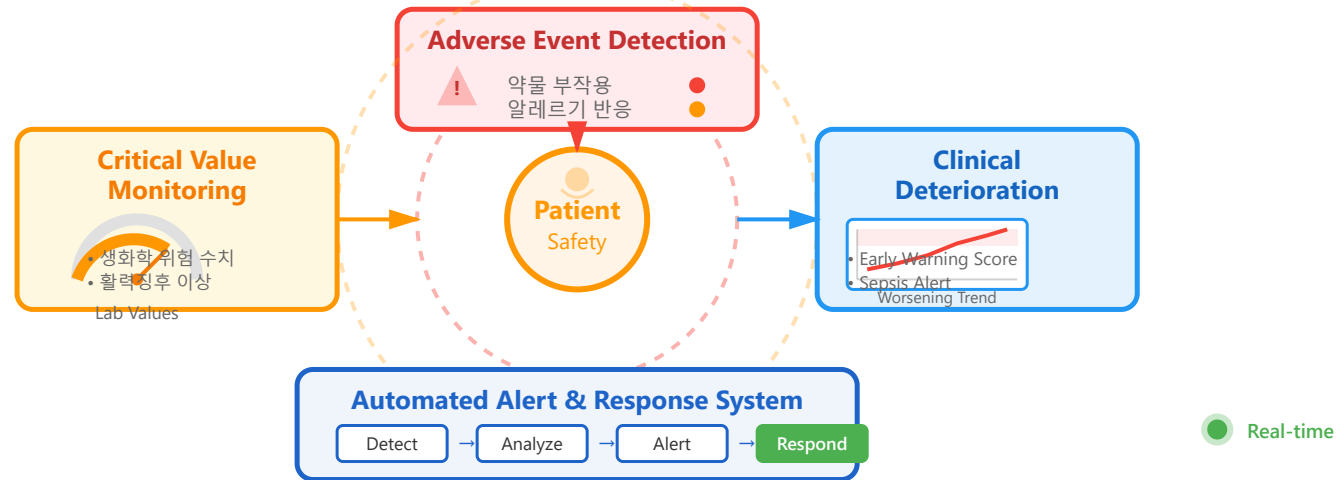 Adverse Event Detection
!
약물 부작용
알레르기 반응
Critical Value
Monitoring
• 생화학 위험 수치
• 활력징후 이상
Lab Values
Patient
Safety
Clinical
Deterioration
• Early Warning Score
• Sepsis Alert
Worsening Trend
Automated Alert & Response System
Detect → Analyze → Alert → Respond
Real-time